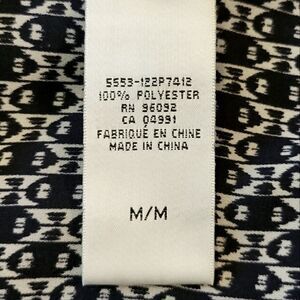 5553-122P7412
100% POLYESTER
RN 96092
CA 04991
FABRIQUÉ EN CHINE
MADE IN CHINA
M/M